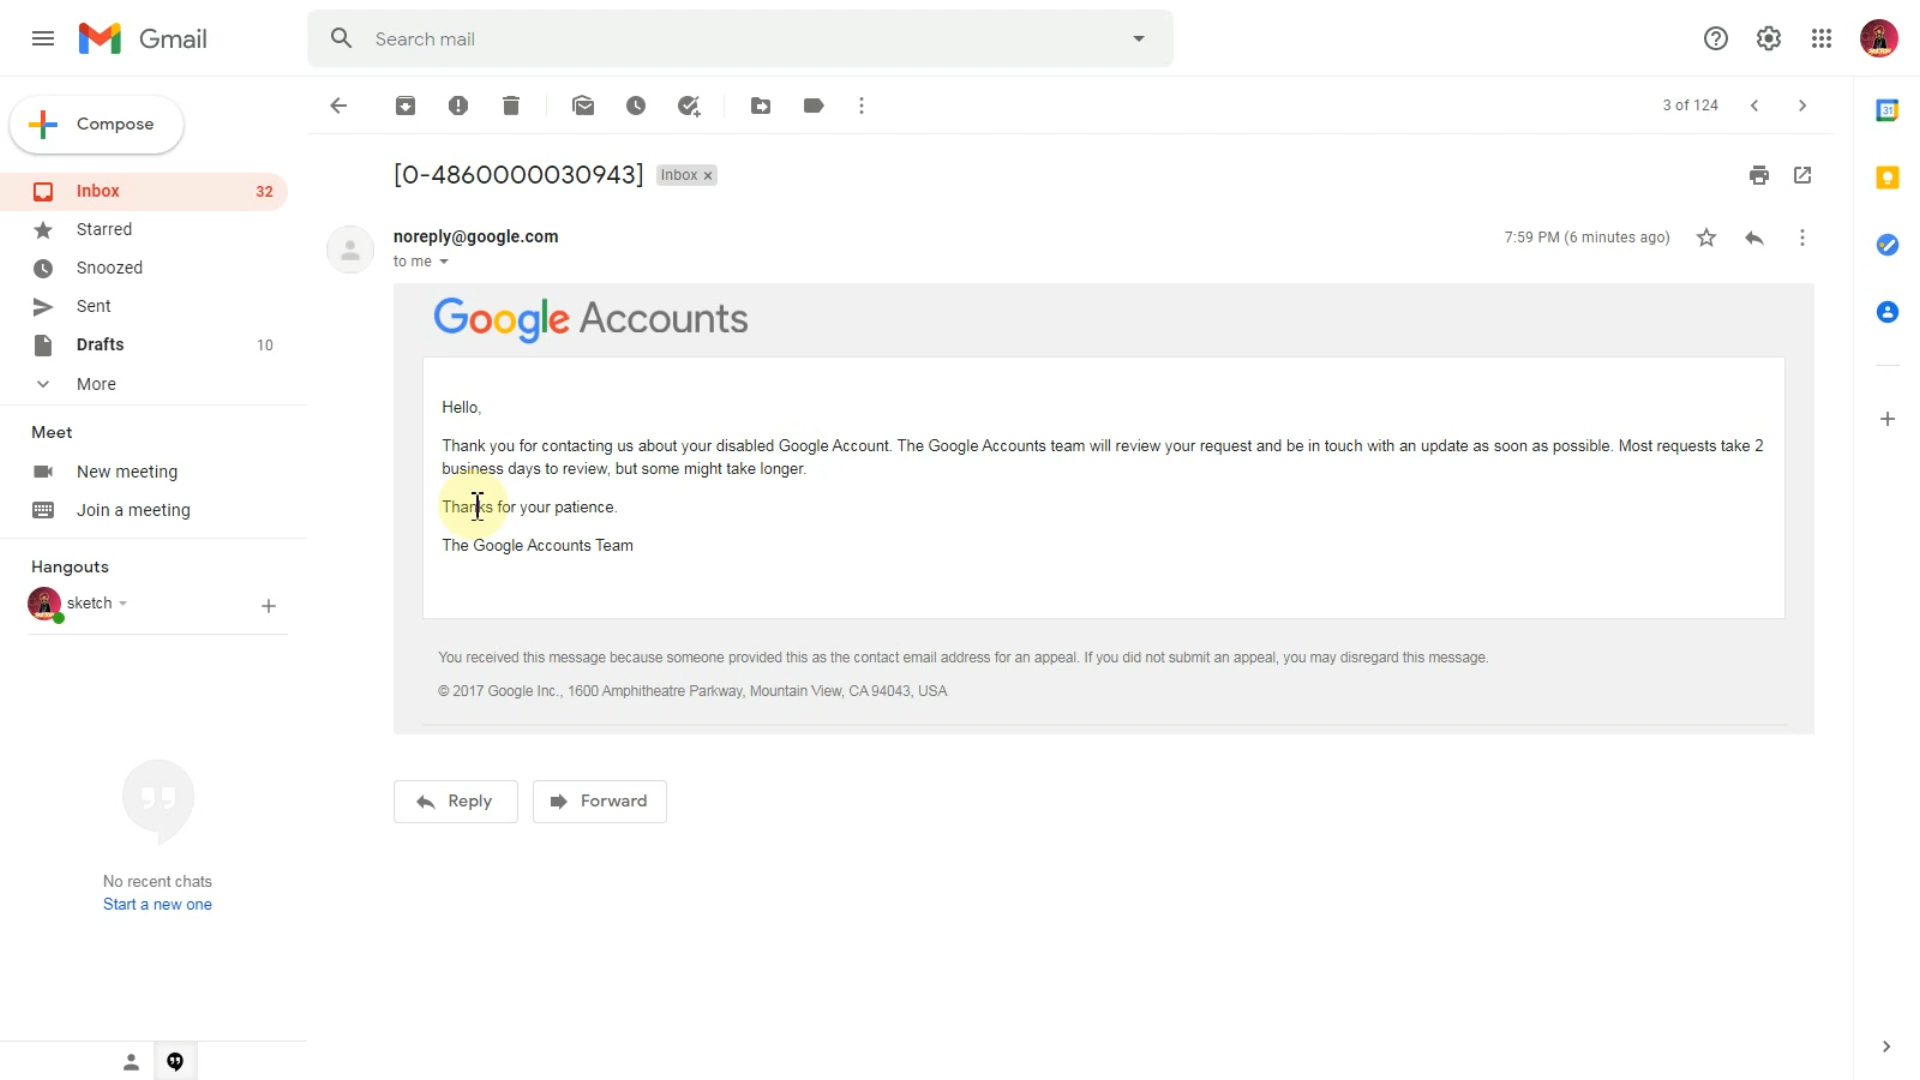 Gmail
Search mail
Compose
3 of 124
[0-4860000030943] Inbox ×
Inbox 32
Starred
noreply@google.com
7:59 PM (6 minutes ago)
to me
Snoozed
Sent
Drafts 10
More
Google Accounts
Hello,
Thank you for contacting us about your disabled Google Account. The Google Accounts team will review your request and be in touch with an update as soon as possible. Most requests take 2
business days to review, but some might take longer.
Thanks for your patience.
The Google Accounts Team
You received this message because someone provided this as the contact email address for an appeal. If you did not submit an appeal, you may disregard this message.
© 2017 Google Inc., 1600 Amphitheatre Parkway, Mountain View, CA 94043, USA
Reply
Forward
Meet
New meeting
Join a meeting
Hangouts
sketch
No recent chats
Start a new one
31